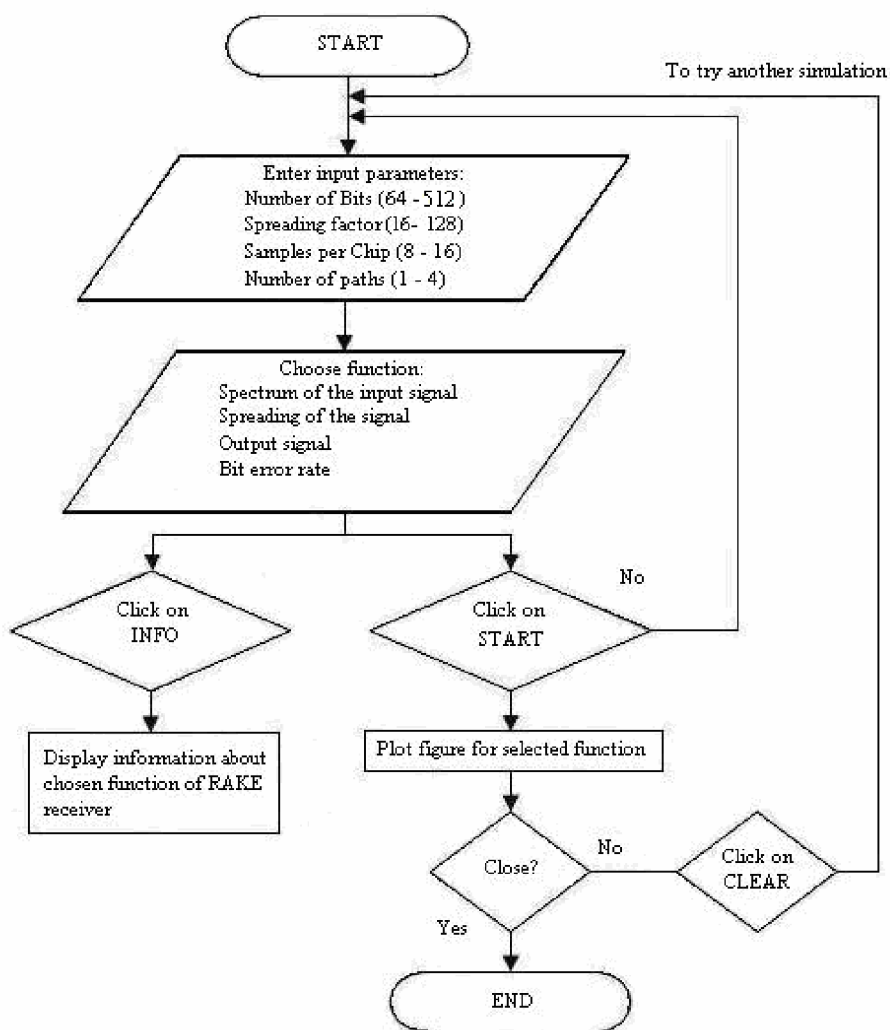 START
To try another simulation
Enter input parameters:
Number of Bits (64 -512)
Spreading factor (16- 128)
Samples per Chip (8 - 16)
Number of paths (1 - 4)
Choose function:
Spectrum of the input signal
Spreading of the signal
Output signal
Bit error rate
Click on
INFO
Click on
START
No
Display information about
chosen function of RAKE
receiver
Plot figure for selected function
Close?
No
Click on
CLEAR
Yes
END